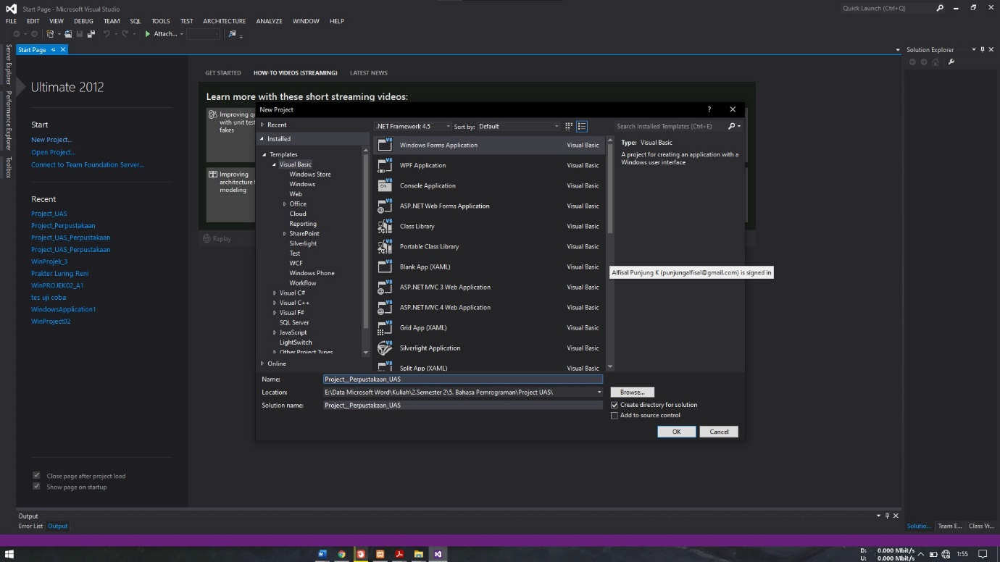 Start Page - Microsoft Visual Studio
Quick Launch (Ctrl+Q)
FILE EDIT VIEW DEBUG TEAM SQL TOOLS TEST ARCHITECTURE ANALYZE WINDOW HELP
Attach...
Server Explorer
Performance Explorer
Toolbox
Start Page
Ultimate 2012
Start
New Project...
Open Project...
Connect to Team Foundation Server...
Recent
Project_UAS
Project_Perpustakaan
Project_UAS_Perpustakaan
Project_UAS_Perpustakaan
WinProjek_3
Prakter Luring Reni
WinPROJEK02_A1
tes uji coba
WindowsApplication1
WinProject02
Close page after project load
Show page on startup
GET STARTED HOW-TO VIDEOS (STREAMING) LATEST NEWS
Learn more with these short streaming videos:
Improving
with unit test
fakes
Improving
architecture
modeling
Replay
New Project
?
Recent
Installed
Templates
Visual Basic
Windows Store
Windows
Web
Office
Cloud
Reporting
SharePoint
Silverlight
Test
WCF
Windows Phone
Workflow
Visual C#
Visual C++
Visual F#
SQL Server
JavaScript
LightSwitch
Other Project Types
Online
.NET Framework 4.5 Sort by: Default
Windows Forms Application Visual Basic
WPF Application Visual Basic
Console Application Visual Basic
ASP.NET Web Forms Application Visual Basic
Class Library Visual Basic
Portable Class Library Visual Basic
Blank App (XAML) Visual Basic
ASP.NET MVC 3 Web Application Visual Basic
ASP.NET MVC 4 Web Application Visual Basic
Grid App (XAML) Visual Basic
Silverlight Application Visual Basic
Split App (XAML) Visual Basic
Search Installed Templates (Ctrl+E)
Type: Visual Basic
A project for creating an application with a
Windows user interface
Alfisal Punjung K (punjungalfisal@gmail.com) is signed in
Name: Project__Perpustakaan_UAS
Location: E:\Data Microsoft Word\Kuliah\2.Semester 2\5. Bahasa Pemrograman\Project UAS\
Browse...
Solution name: Project__Perpustakaan_UAS
Create directory for solution
Add to source control
OK Cancel
Solution Explorer
Output
Error List Output
Solutio... Team E... Class Vi...
D: 0.000 Mbit/s
U: 0.000 Mbit/s
1:55